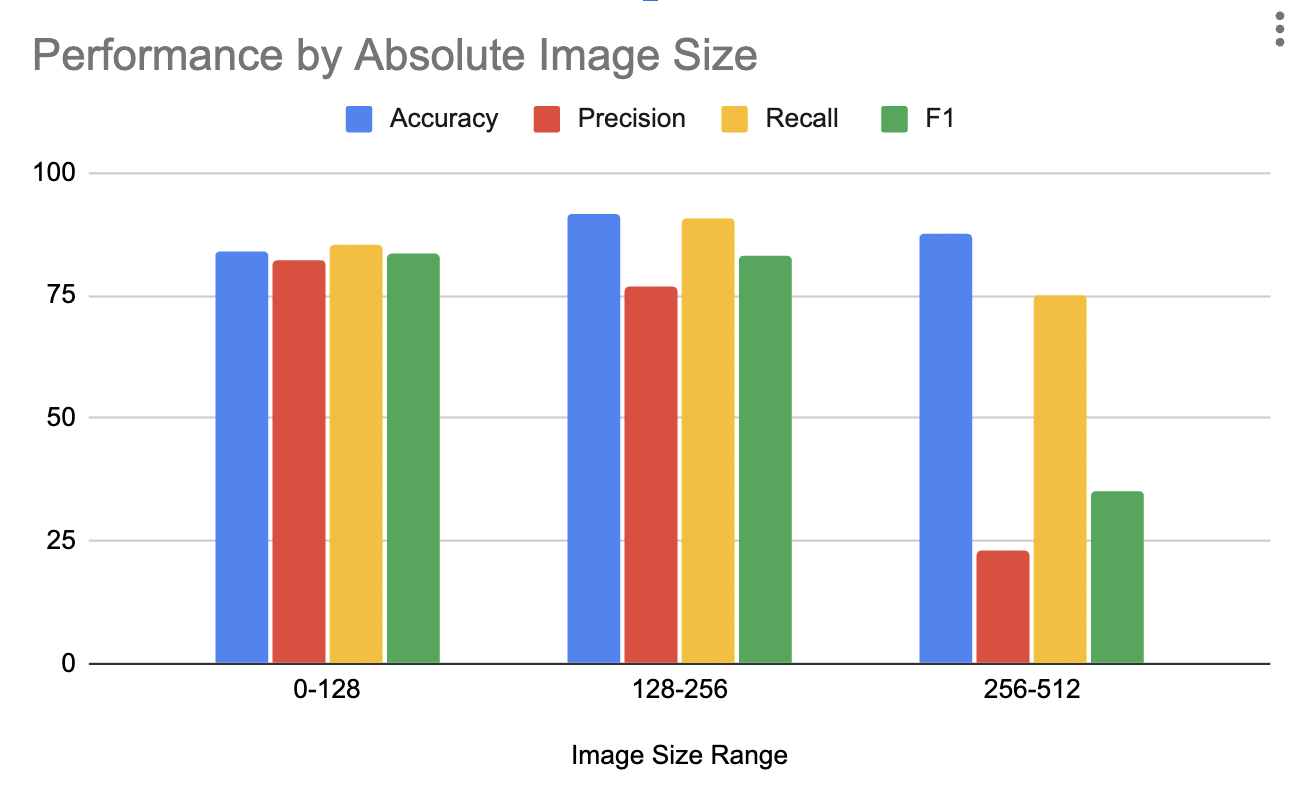 Performance by Absolute Image Size
Accuracy Precision Recall F1
100
75
50
25
0
0-128 128-256 256-512
Image Size Range